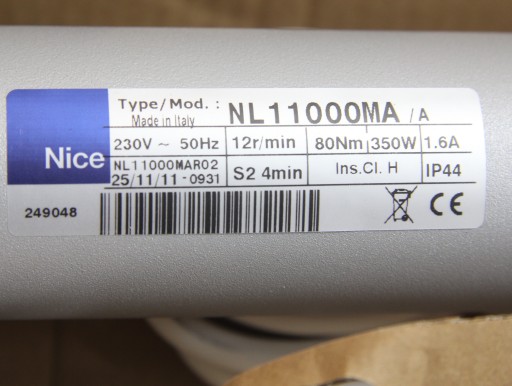 Type/Mod. : NL11000MA /A
Made in Italy
Nice
230V ~ 50Hz 12r/min 80Nm 350W 1.6A
NL11000MAR02
25/11/11-0931 S2 4min Ins.Cl. H IP44
249048
CE